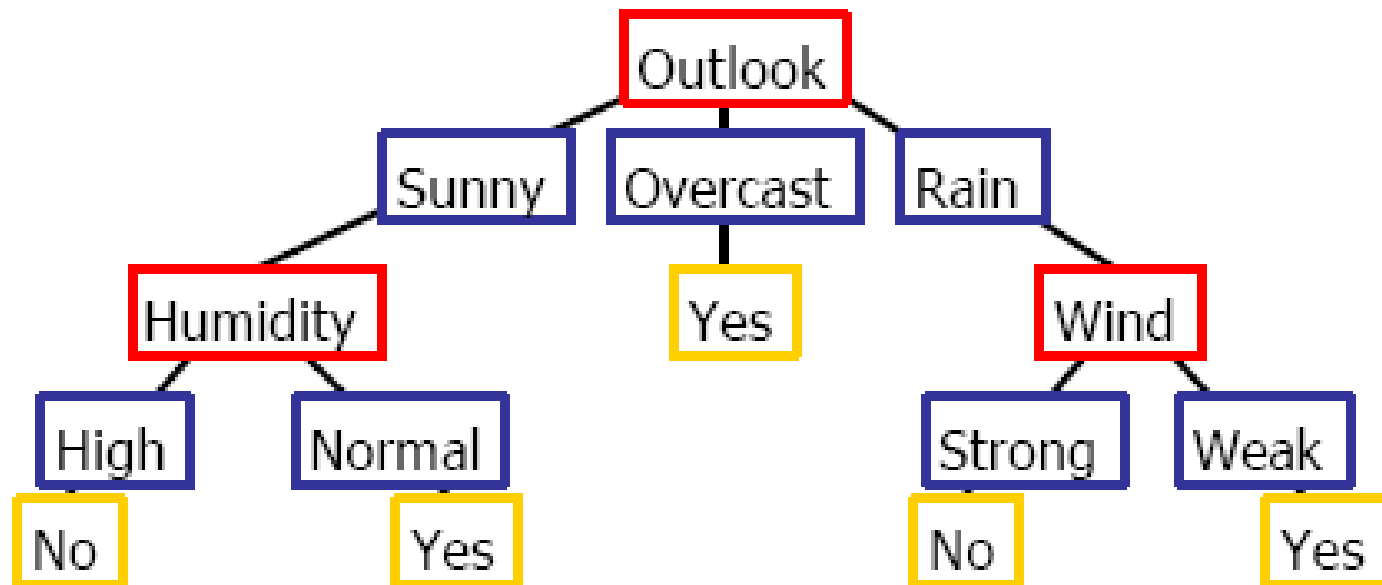 Outlook
Sunny Overcast Rain
Humidity Yes Wind
High Normal Strong Weak
No Yes No Yes